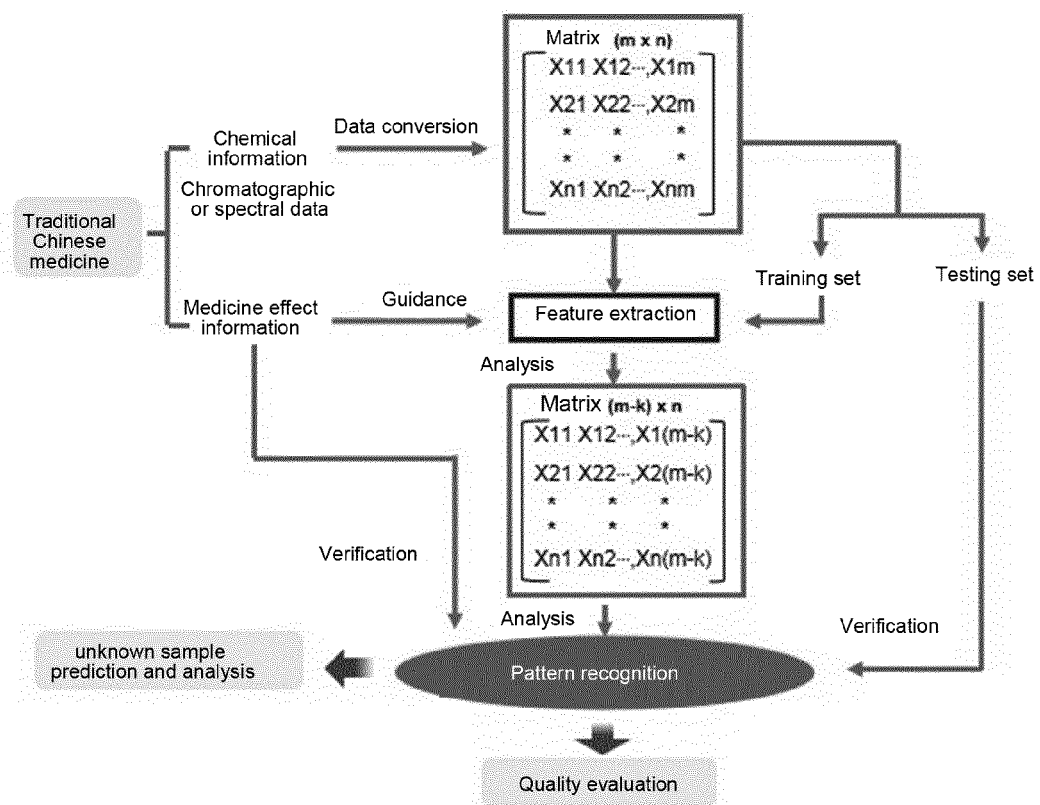 Matrix (m x n)
X11 X12···,X1m
X21 X22···,X2m
* * *
* * *
Xn1 Xn2···,Xnm
Chemical
information
Data conversion
Chromatographic
or spectral data
Traditional
Chinese
medicine
Training set
Testing set
Medicine effect
information
Guidance
Feature extraction
Analysis
Matrix (m-k) x n
X11 X12···,X1(m-k)
X21 X22···,X2(m-k)
* * *
* * *
Xn1 Xn2···,Xn(m-k)
Verification
Analysis
Verification
unknown sample
prediction and analysis
Pattern recognition
Quality evaluation